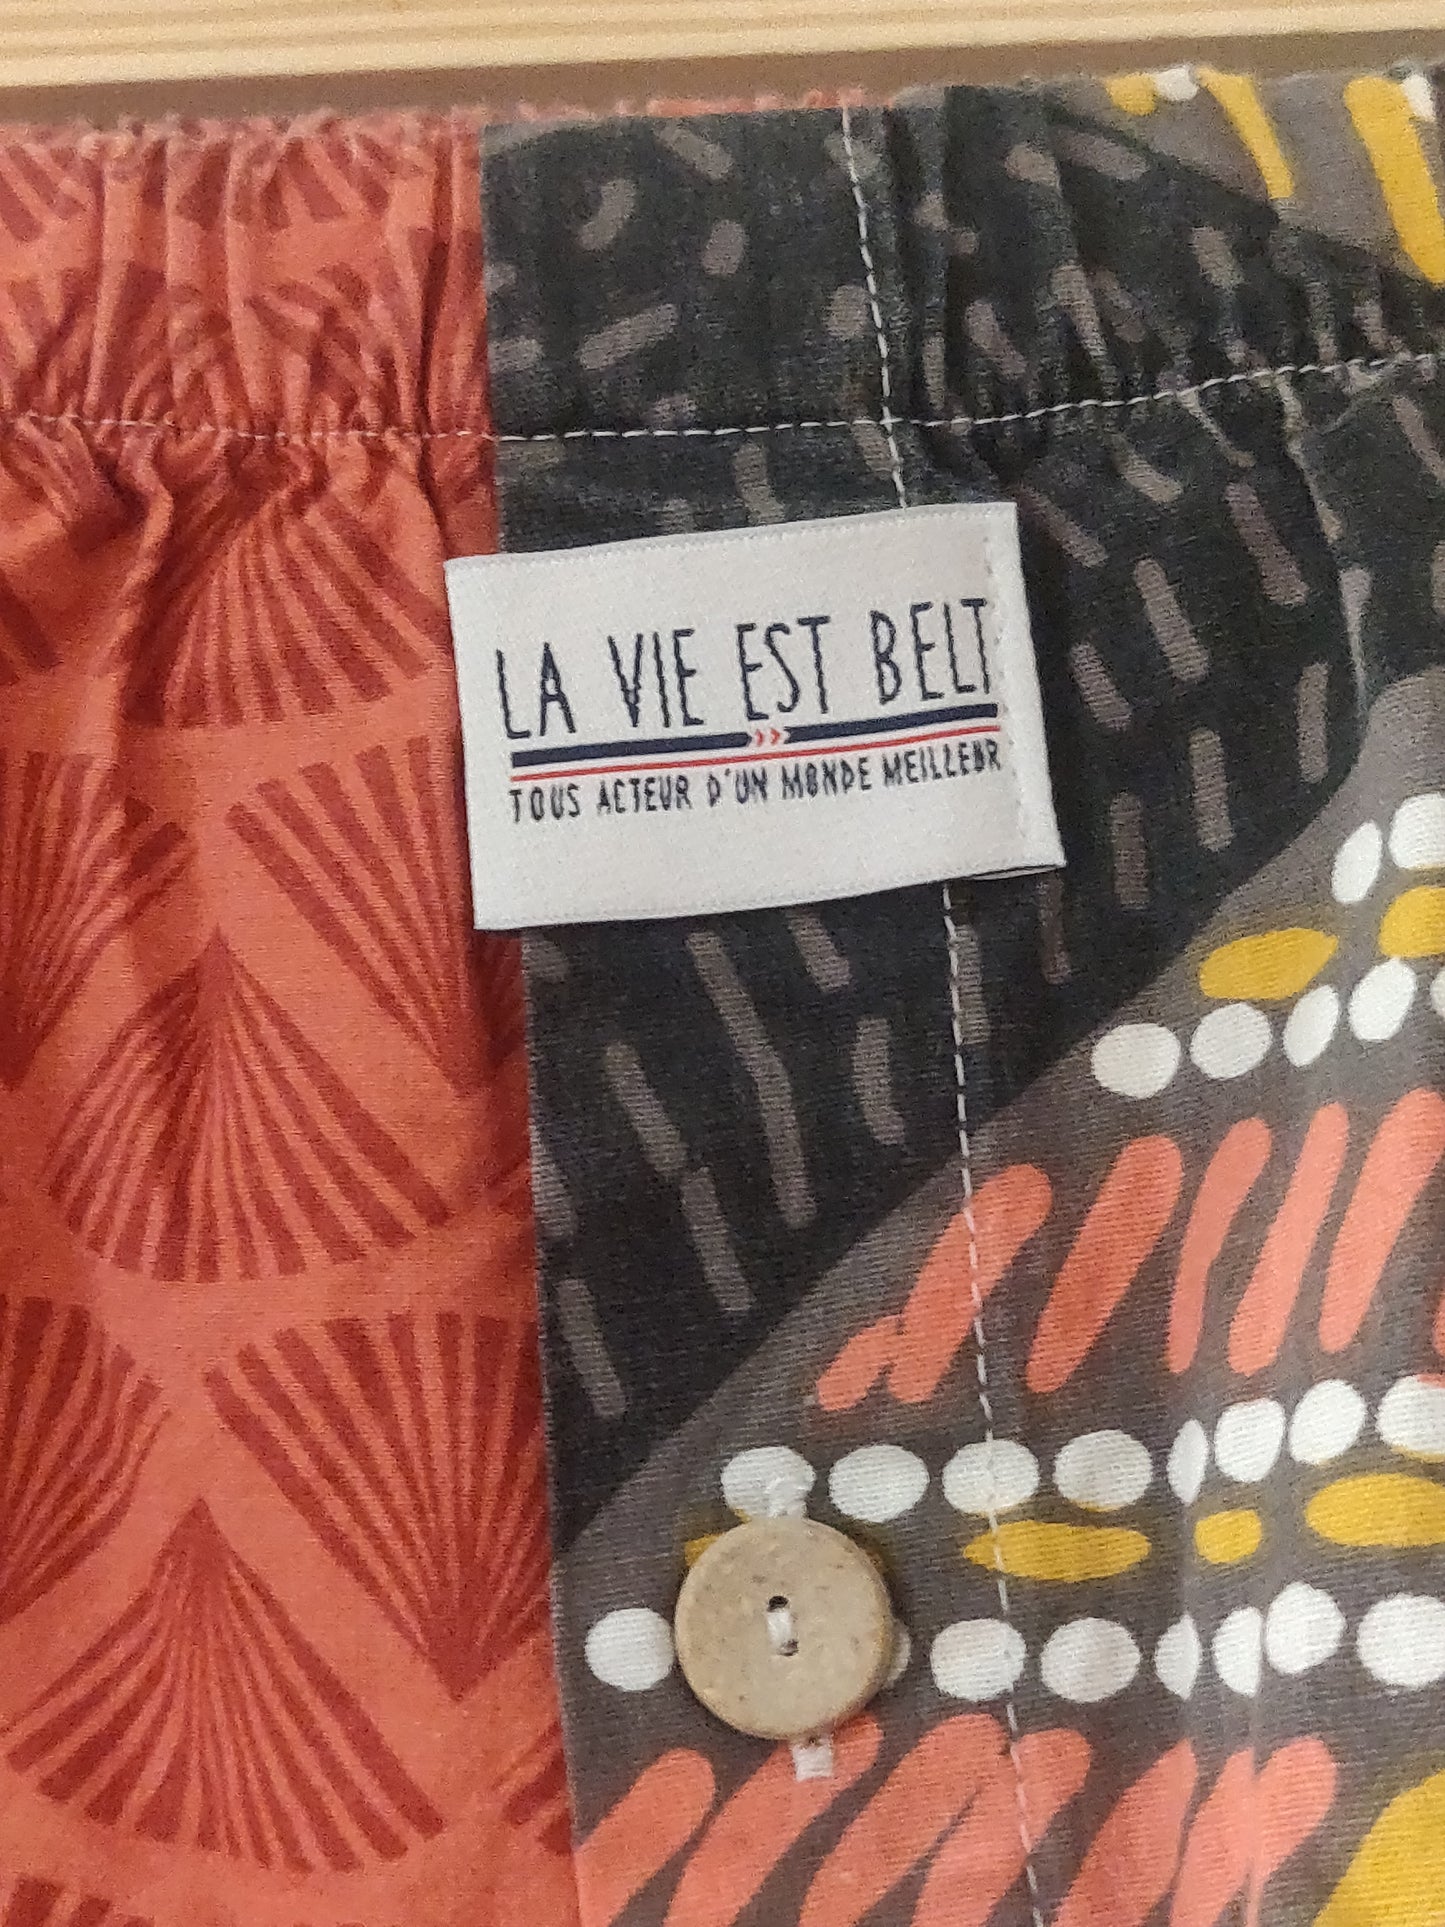 LA VIE EST BELT
TOUS ACTEUR D'UN MONDE MEILLEUR